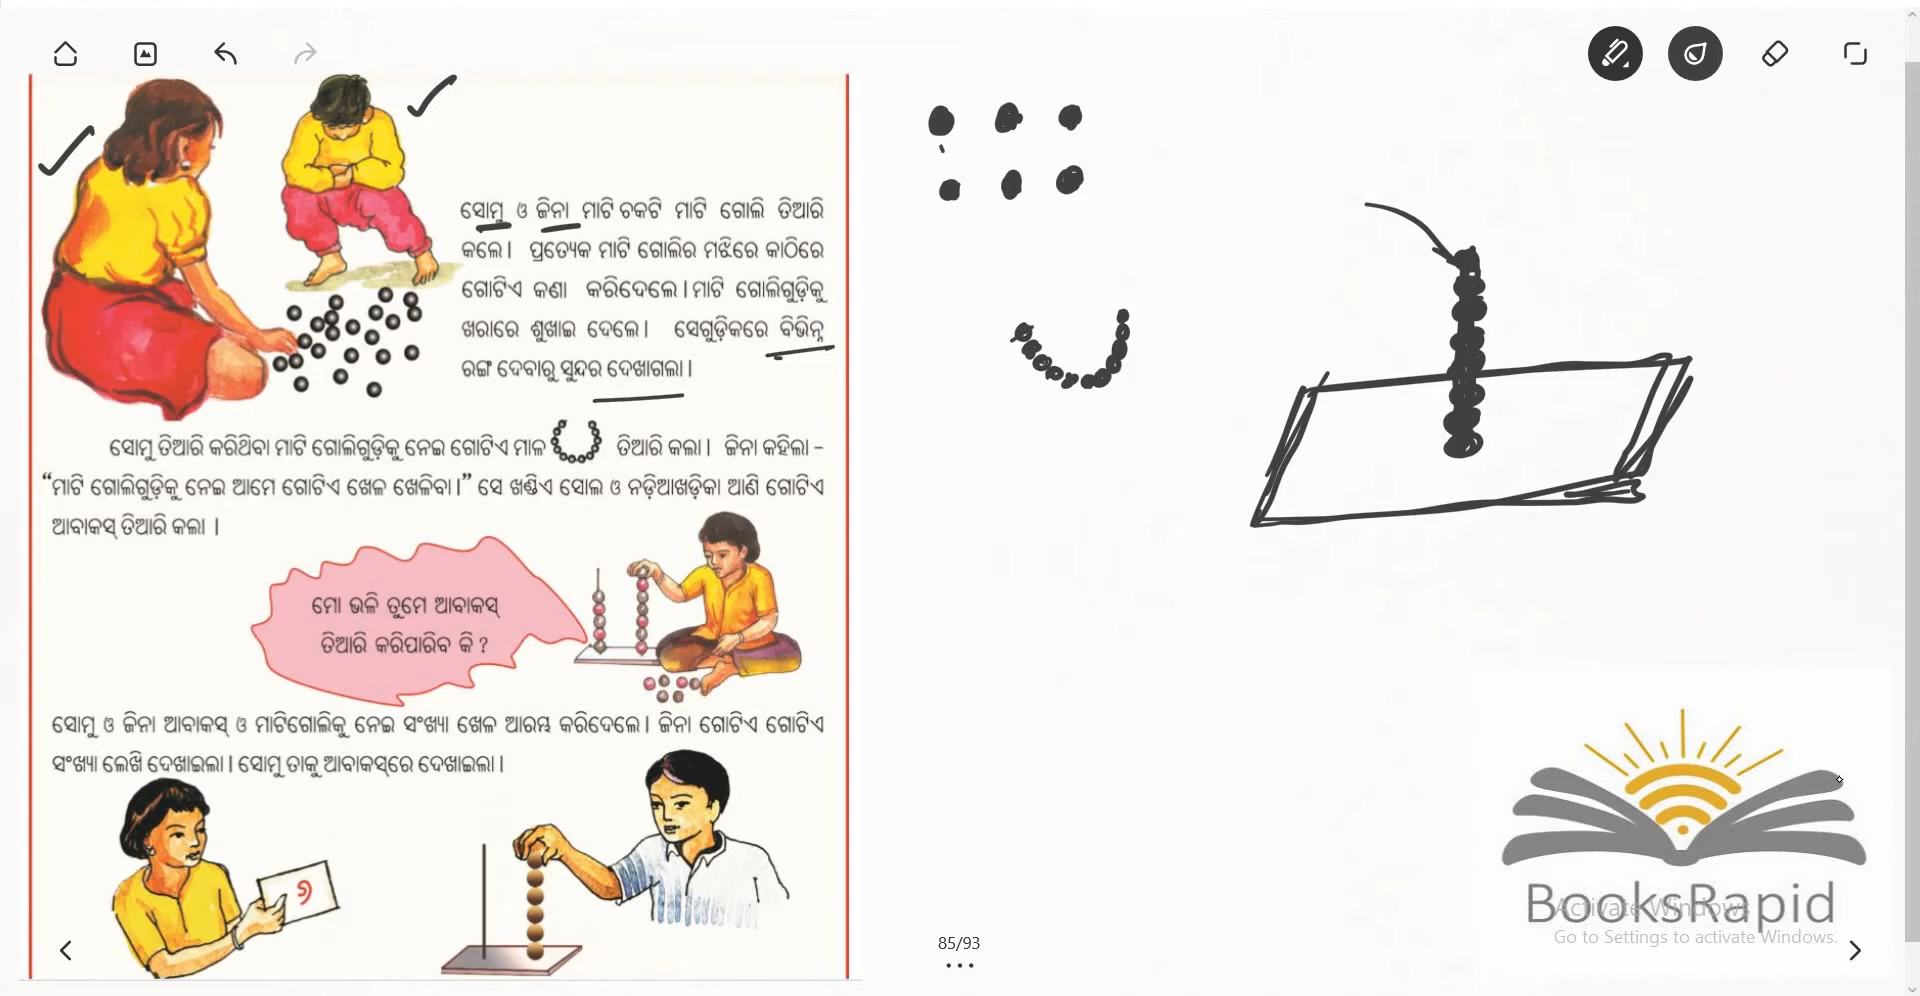 ସୋମୁ ଓ ଜିନା ମାଟି ଚକଟି ମାଟି ଗୋଲି ତିଆରି
କଲେ। ପ୍ରତ୍ୟେକ ମାଟି ଗୋଲିର ମଝିରେ କାଠିରେ
ଗୋଟିଏ କଣା କରିଦେଲେ। ମାଟି ଗୋଲିଗୁଡ଼ିକୁ
ଖରାରେ ଶୁଖାଇ ଦେଲେ। ସେଗୁଡ଼ିକରେ ବିଭିନ୍ନ
ରଙ୍ଗ ଦେବାରୁ ସୁନ୍ଦର ଦେଖାଗଲା।
ସୋମୁ ତିଆରି କରିଥିବା ମାଟି ଗୋଲିଗୁଡ଼ିକୁ ନେଇ ଗୋଟିଏ ମାଳ ତିଆରି କଲା। ଜିନା କହିଲା –
“ମାଟି ଗୋଲିଗୁଡ଼ିକୁ ନେଇ ଆମେ ଗୋଟିଏ ଖେଳ ଖେଳିବା।” ସେ ଖଣ୍ଡିଏ ସୋଲ ଓ ନଡ଼ିଆଖଡ଼ିକା ଆଣି ଗୋଟିଏ
ଆବାକସ୍ ତିଆରି କଲା ।
ମୋ ଭଳି ତୁମେ ଆବାକସ୍
ତିଆରି କରିପାରିବ କି ?
ସୋମୁ ଓ ଜିନା ଆବାକସ୍ ଓ ମାଟିଗୋଲିକୁ ନେଇ ସଂଖ୍ୟା ଖେଳ ଆରମ୍ଭ କରିଦେଲେ। ଜିନା ଗୋଟିଏ ଗୋଟିଏ
ସଂଖ୍ୟା ଲେଖି ଦେଖାଇଲା। ସୋମୁ ତାକୁ ଆବାକସ୍‌ରେ ଦେଖାଇଲା।
୬
85/93
BooksRapid
Activate Windows
Go to Settings to activate Windows.